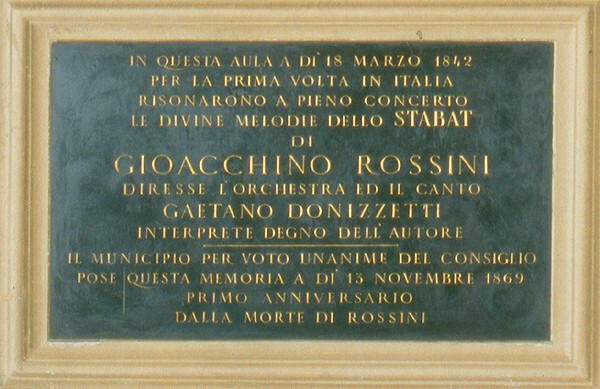 IN QUESTA AULA A DÌ 18 MARZO 1842
PER LA PRIMA VOLTA IN ITALIA
RISONARONO A PIENO CONCERTO
LE DIVINE MELODIE DELLO STABAT
DI
GIOACCHINO ROSSINI
DIRESSE L'ORCHESTRA ED IL CANTO
GAETANO DONIZZETTI
INTERPRETE DEGNO DELL'AUTORE
IL MUNICIPIO PER VOTO UNANIME DEL CONSIGLIO
POSE QUESTA MEMORIA A DÌ 13 NOVEMBRE 1869
PRIMO ANNIVERSARIO
DALLA MORTE DI ROSSINI